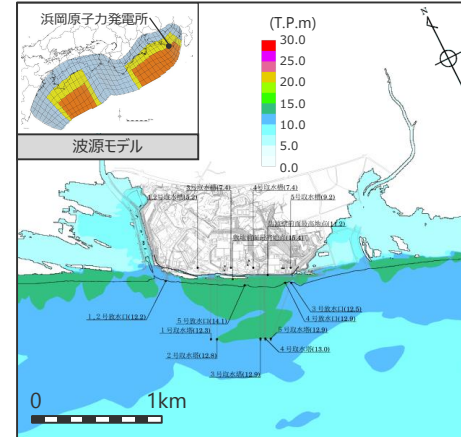 浜岡原子力発電所
波源モデル
(T.P.m)
30.0
25.0
20.0
15.0
10.0
5.0
0.0
3号取水槽(7.4)
4号取水槽(7.4)
1,2号取水槽(5.2)
5号取水槽(9.2)
1,2号放水口(12.2)
5号放水口(14.1)
3号放水口(12.5)
4号放水口(12.9)
1号取水塔(12.3)
5号取水塔(12.9)
2号取水塔(12.8)
4号取水塔(13.0)
3号取水塔(12.9)
0
1km